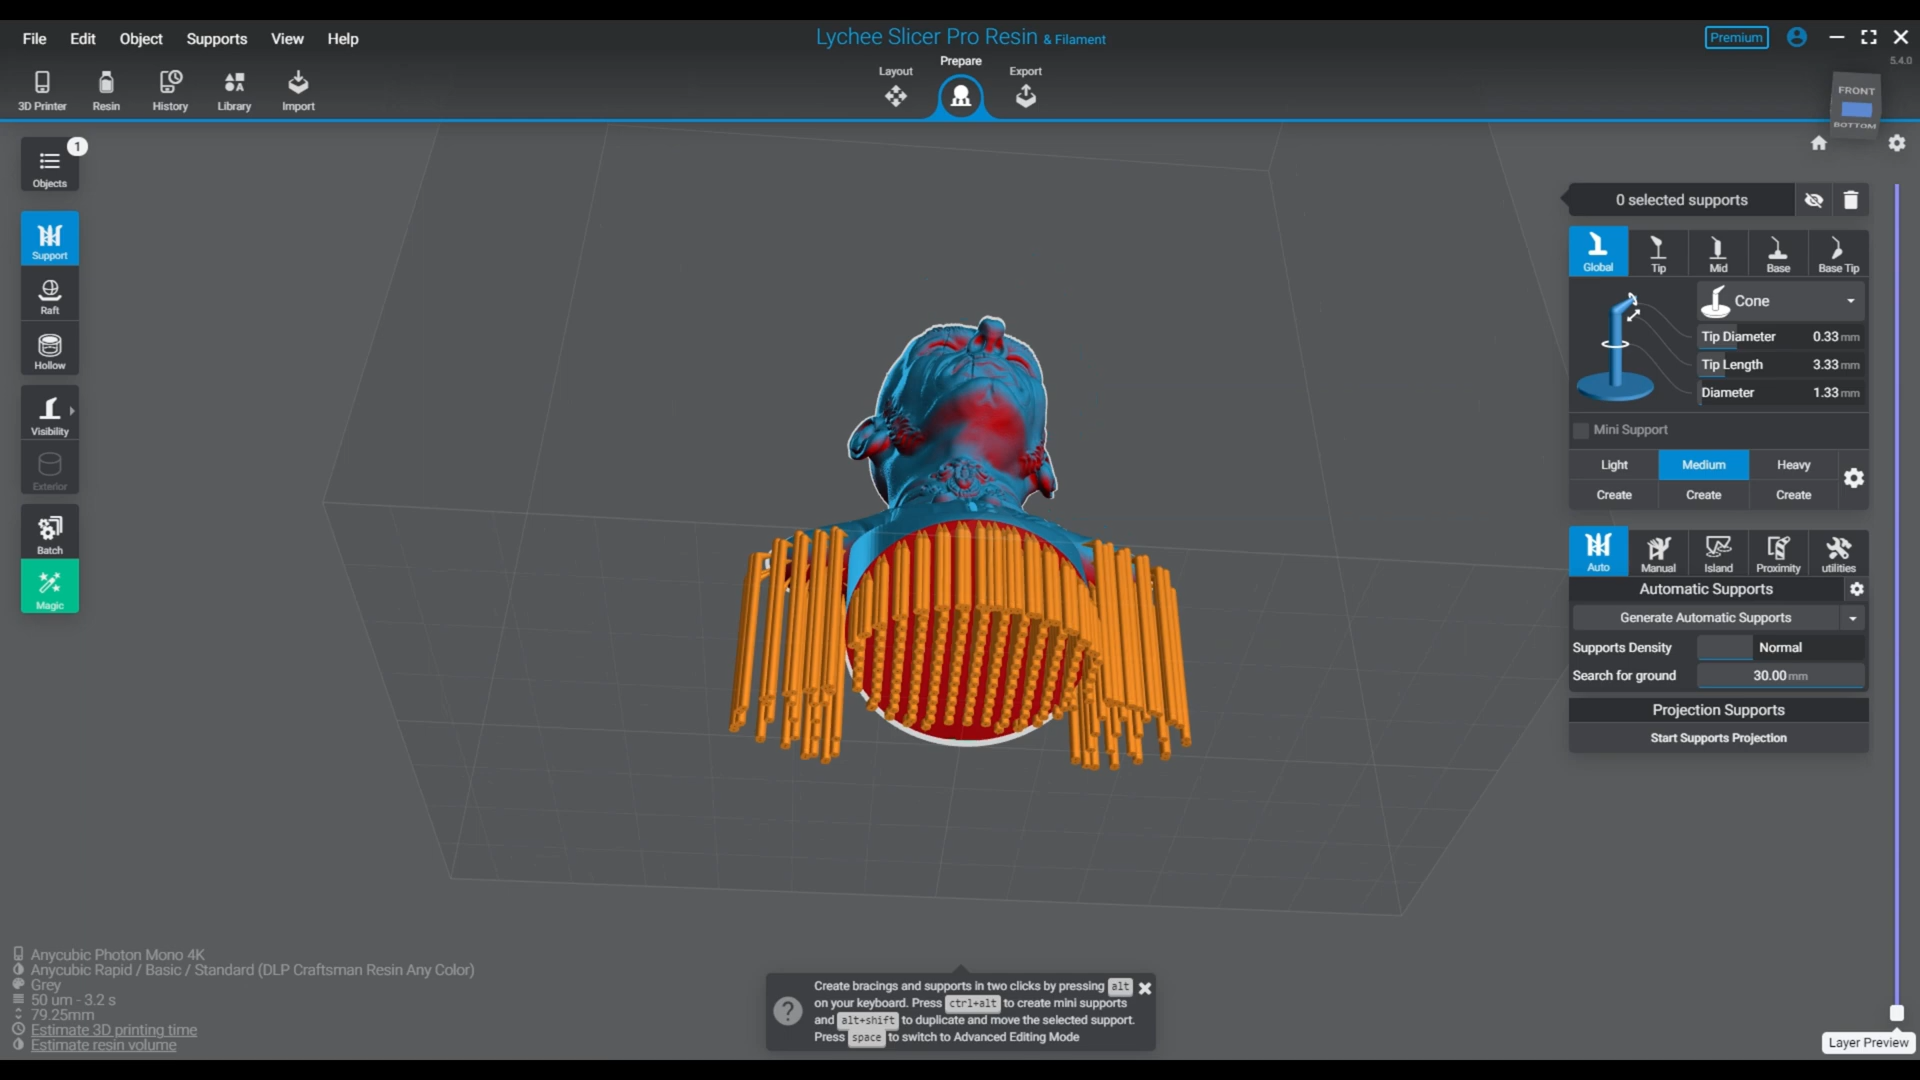 File Edit Object Supports View Help
Lychee Slicer Pro Resin & Filament
Premium
5.4.0
3D Printer Resin History Library Import
Layout Prepare Export
FRONT
BOTTOM
1
Objects
Support
Raft
Hollow
Visibility
Exterior
Batch
Magic
0 selected supports
Global Tip Mid Base Base Tip
Cone
Tip Diameter 0.33 mm
Tip Length 3.33 mm
Diameter 1.33 mm
Mini Support
Light Medium Heavy
Create Create Create
Auto Manual Island Proximity utilities
Automatic Supports
Generate Automatic Supports
Supports Density Normal
Search for ground 30.00 mm
Projection Supports
Start Supports Projection
Anycubic Photon Mono 4K
Anycubic Rapid / Basic / Standard (DLP Craftsman Resin Any Color)
Grey
50 um - 3.2 s
79.25mm
Estimate 3D printing time
Estimate resin volume
Create bracings and supports in two clicks by pressing alt
on your keyboard. Press ctrl+alt to create mini supports
and alt+shift to duplicate and move the selected support.
Press space to switch to Advanced Editing Mode
?
Layer Preview